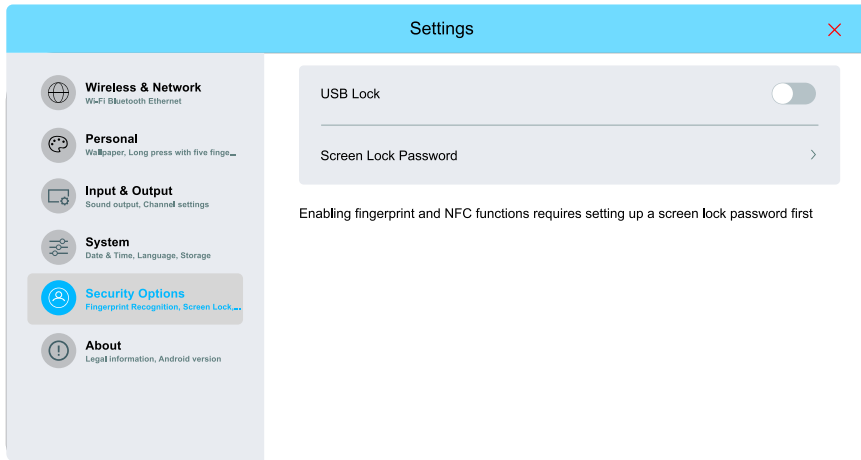 Settings
Wireless & Network
Wi-Fi Bluetooth Ethernet
Personal
Wallpaper, Long press with five finge...
Input & Output
Sound output, Channel settings
System
Date & Time, Language, Storage
Security Options
Fingerprint Recognition, Screen Lock,...
About
Legal information, Android version
USB Lock
Screen Lock Password
Enabling fingerprint and NFC functions requires setting up a screen lock password first